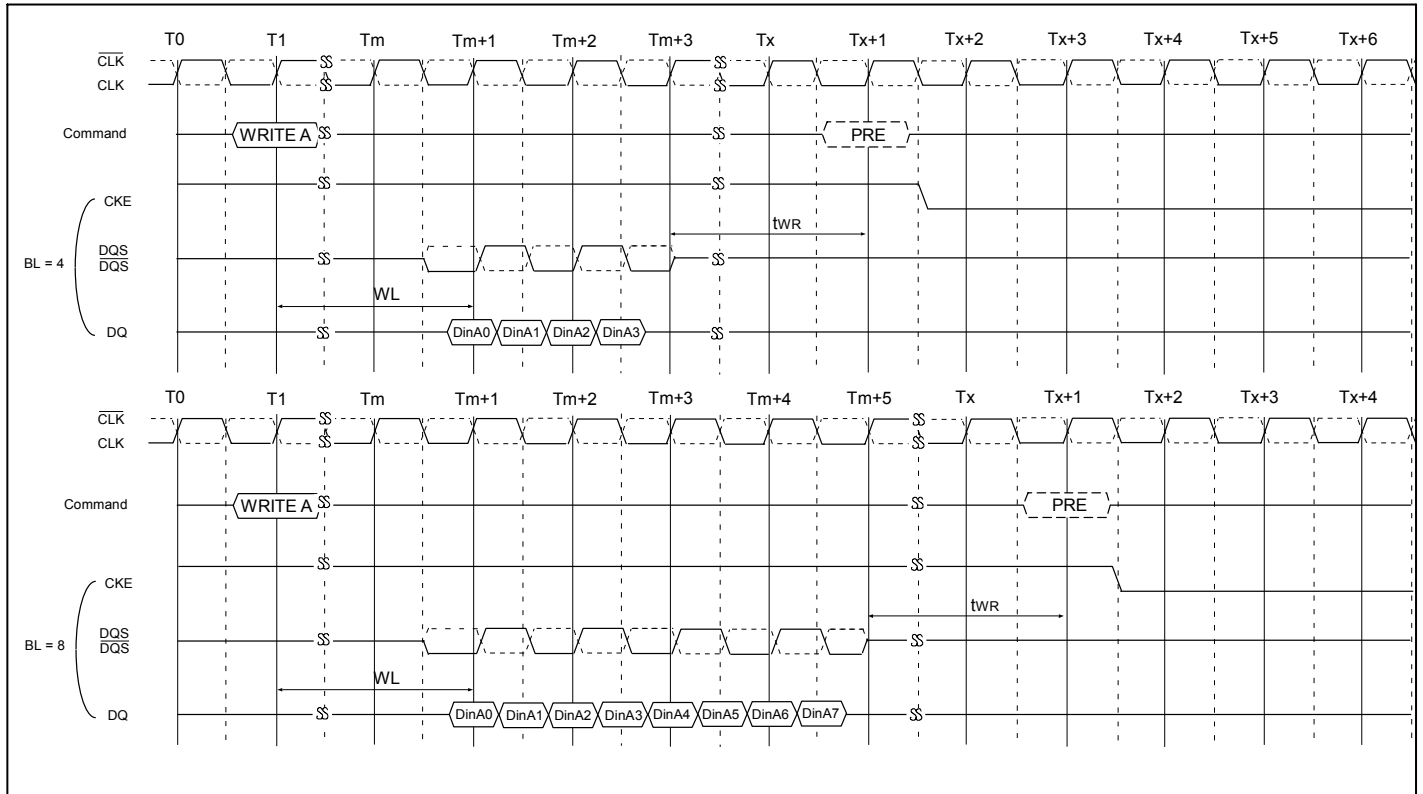 T0 T1 Tm Tm+1 Tm+2 Tm+3 Tx Tx+1 Tx+2 Tx+3 Tx+4 Tx+5 Tx+6
CLK
CLK
Command WRITE A PRE
CKE
tWR
BL = 4
DQS
DQS
WL
DQ DinA0 DinA1 DinA2 DinA3
T0 T1 Tm Tm+1 Tm+2 Tm+3 Tm+4 Tm+5 Tx Tx+1 Tx+2 Tx+3 Tx+4
CLK
CLK
Command WRITE A PRE
CKE
tWR
BL = 8
DQS
DQS
WL
DQ DinA0 DinA1 DinA2 DinA3 DinA4 DinA5 DinA6 DinA7